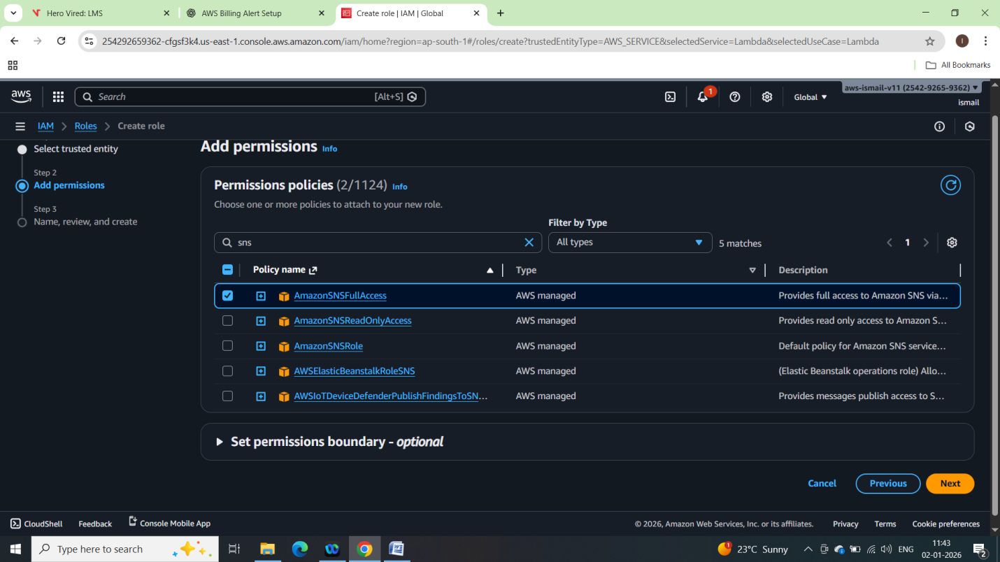 Hero Vired: LMS
AWS Billing Alert Setup
Create role | IAM | Global
254292659362-cfgsf3k4.us-east-1.console.aws.amazon.com/iam/home?region=ap-south-1#/roles/create?trustedEntityType=AWS_SERVICE&selectedService=Lambda&selectedUseCase=Lambda
I
All Bookmarks
aws
Search
[Alt+S]
1
Global
aws-ismail-v11 (2542-9265-9362)
ismail
IAM
Roles
Create role
Select trusted entity
Step 2
Add permissions
Step 3
Name, review, and create
Add permissions Info
Permissions policies (2/1124) Info
Choose one or more policies to attach to your new role.
Filter by Type
sns
All types
5 matches
1
Policy name
Type
Description
AmazonSNSFullAccess AWS managed Provides full access to Amazon SNS via...
AmazonSNSReadOnlyAccess AWS managed Provides read only access to Amazon S...
AmazonSNSRole AWS managed Default policy for Amazon SNS service...
AWSElasticBeanstalkRoleSNS AWS managed (Elastic Beanstalk operations role) Allo...
AWSIoTDeviceDefenderPublishFindingsToSN... AWS managed Provides messages publish access to S...
Set permissions boundary - optional
Cancel
Previous
Next
CloudShell
Feedback
Console Mobile App
© 2026, Amazon Web Services, Inc. or its affiliates.
Privacy
Terms
Cookie preferences
Type here to search
1
23°C Sunny
ENG
11:43
02-01-2026
2